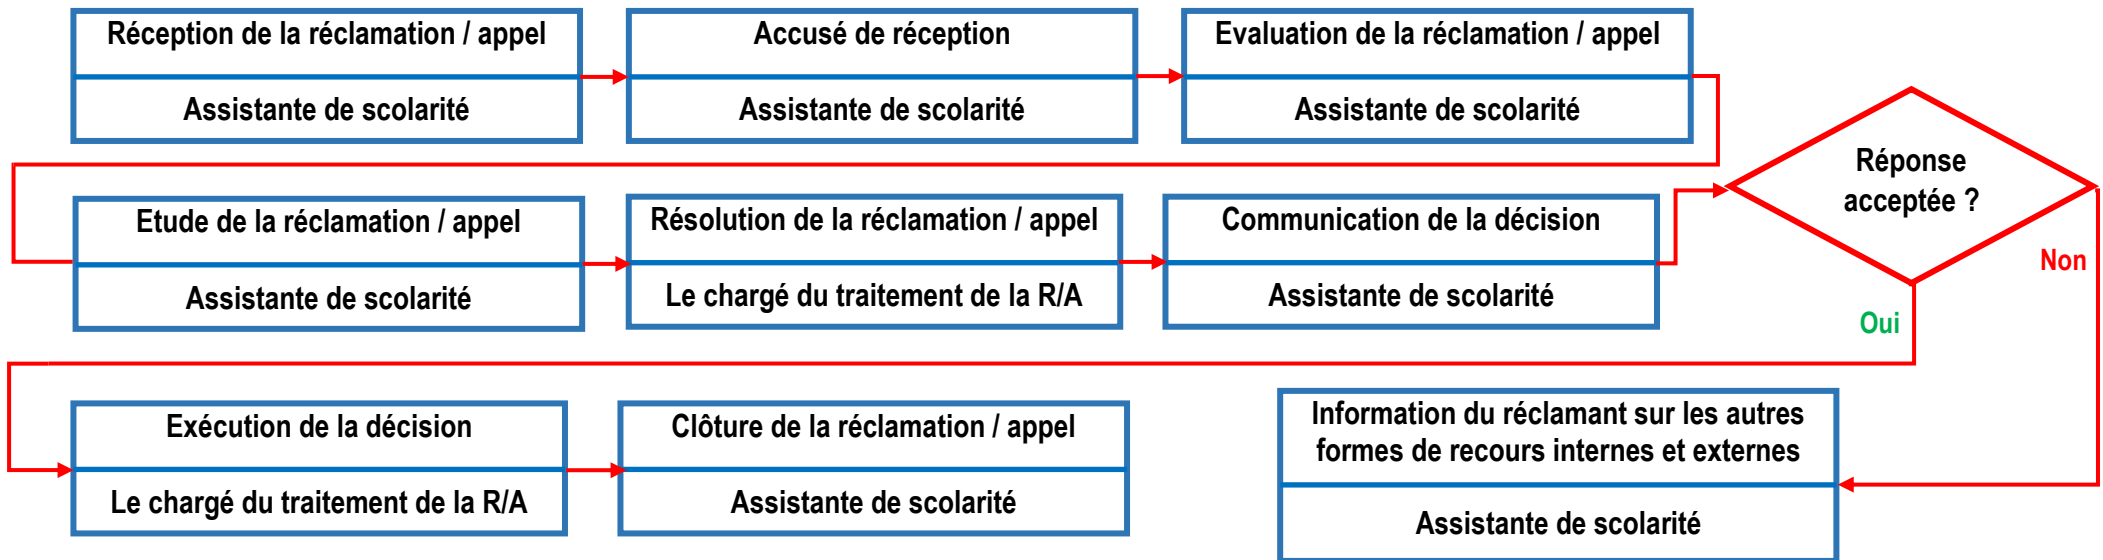 Réception de la réclamation / appel
Assistante de scolarité
Accusé de réception
Assistante de scolarité
Evaluation de la réclamation / appel
Assistante de scolarité
Réponse
acceptée ?
Non
Oui
Etude de la réclamation / appel
Assistante de scolarité
Résolution de la réclamation / appel
Le chargé du traitement de la R/A
Communication de la décision
Assistante de scolarité
Exécution de la décision
Le chargé du traitement de la R/A
Clôture de la réclamation / appel
Assistante de scolarité
Information du réclamant sur les autres
formes de recours internes et externes
Assistante de scolarité